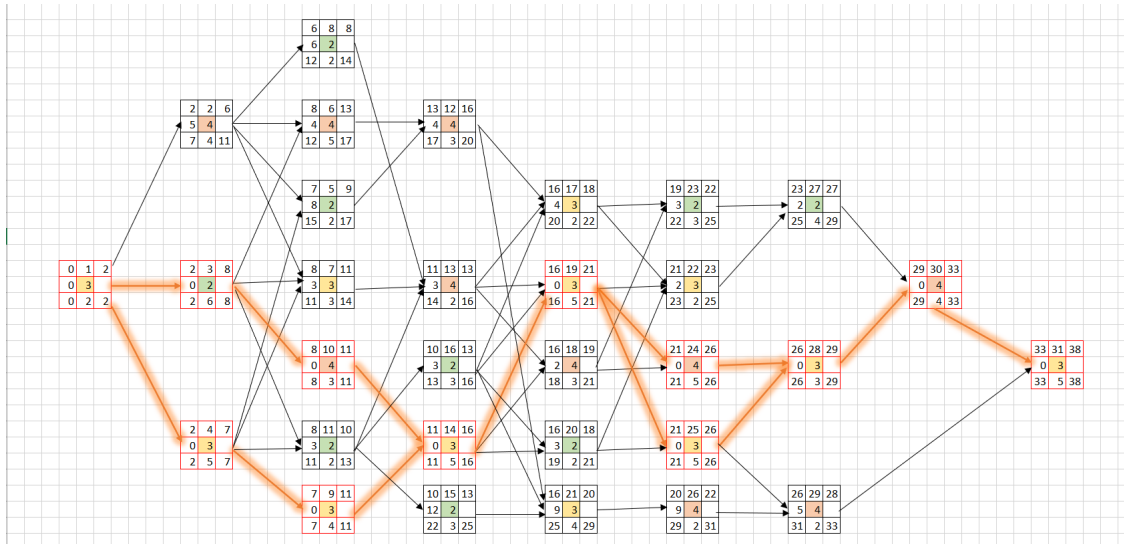 6 8 8
6 2
12 2 14
2 2 6
5 4
7 4 11
8 6 13
4 4
12 5 17
13 12 16
4 4
17 3 20
7 5 9
8 2
15 2 17
16 17 18
4 3
20 2 22
19 23 22
3 2
22 3 25
23 27 27
2 2
25 4 29
0 1 2
0 3
0 2 2
2 3 8
0 2
2 6 8
8 7 11
3 3
11 3 14
11 13 13
3 4
14 2 16
16 19 21
0 3
16 5 21
21 22 23
2 3
23 2 25
29 30 33
0 4
29 4 33
8 10 11
0 4
8 3 11
10 16 13
3 2
13 3 16
16 18 19
2 4
18 3 21
21 24 26
0 4
21 5 26
26 28 29
0 3
26 3 29
33 31 38
0 3
33 5 38
2 4 7
0 3
2 5 7
8 11 10
3 2
11 2 13
11 14 16
0 3
11 5 16
16 20 18
3 2
19 2 21
21 25 26
0 3
21 5 26
7 9 11
0 3
7 4 11
10 15 13
12 2
22 3 25
16 21 20
9 3
25 4 29
20 26 22
9 4
29 2 31
26 29 28
5 4
31 2 33